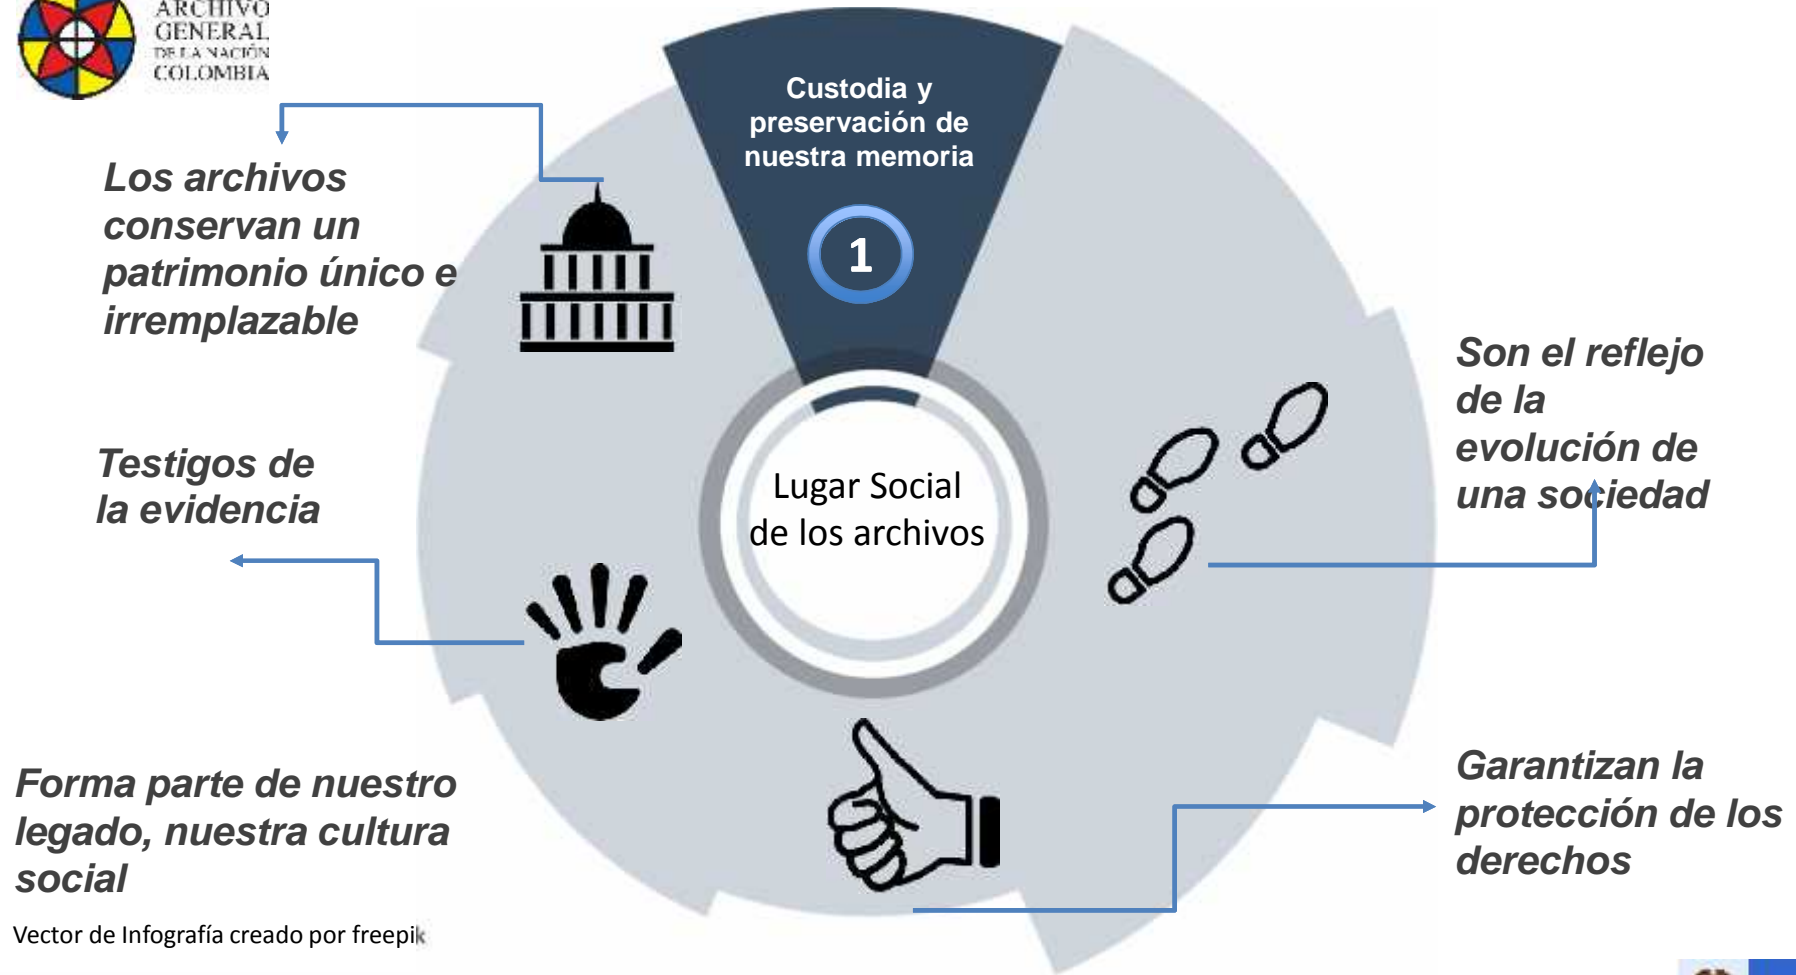 ARCHIVO
GENERAL
DE LA NACIÓN
COLOMBIA
Custodia y
preservación de
nuestra memoria
1
Los archivos
conservan un
patrimonio único e
irremplazable
Son el reflejo
de la
evolución de
una sociedad
Testigos de
la evidencia
Lugar Social
de los archivos
Forma parte de nuestro
legado, nuestra cultura
social
Garantizan la
protección de los
derechos
Vector de Infografía creado por freepik